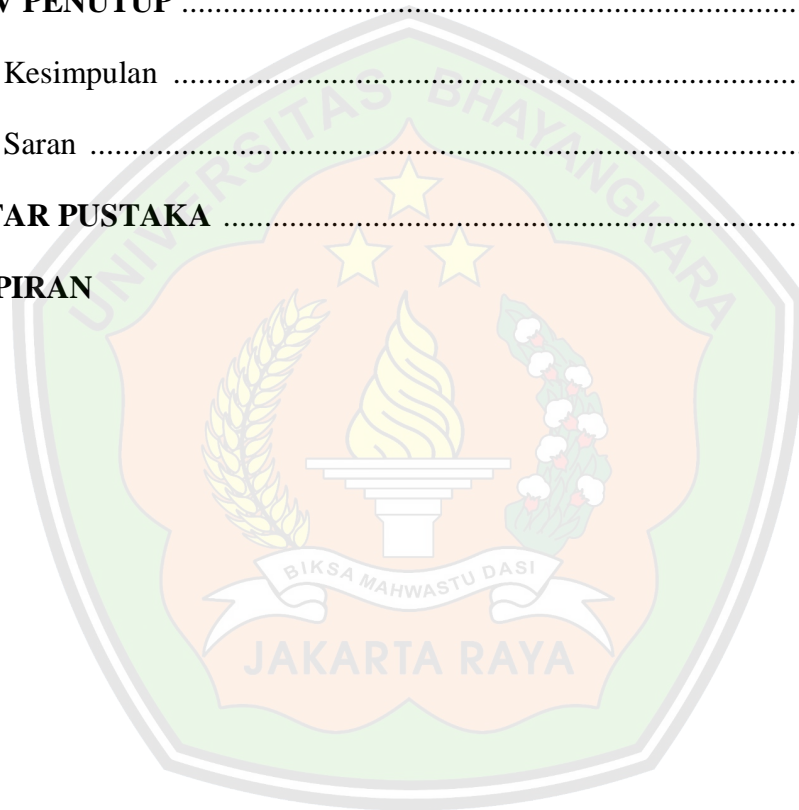 V PENUTUP ........................................................................
Kesimpulan ........................................................................
Saran ........................................................................
TAR PUSTAKA ........................................................................
PIRAN
UNIVERSITAS BHAYANGKARA
BIKSA MAHWASTU DASI
JAKARTA RAYA